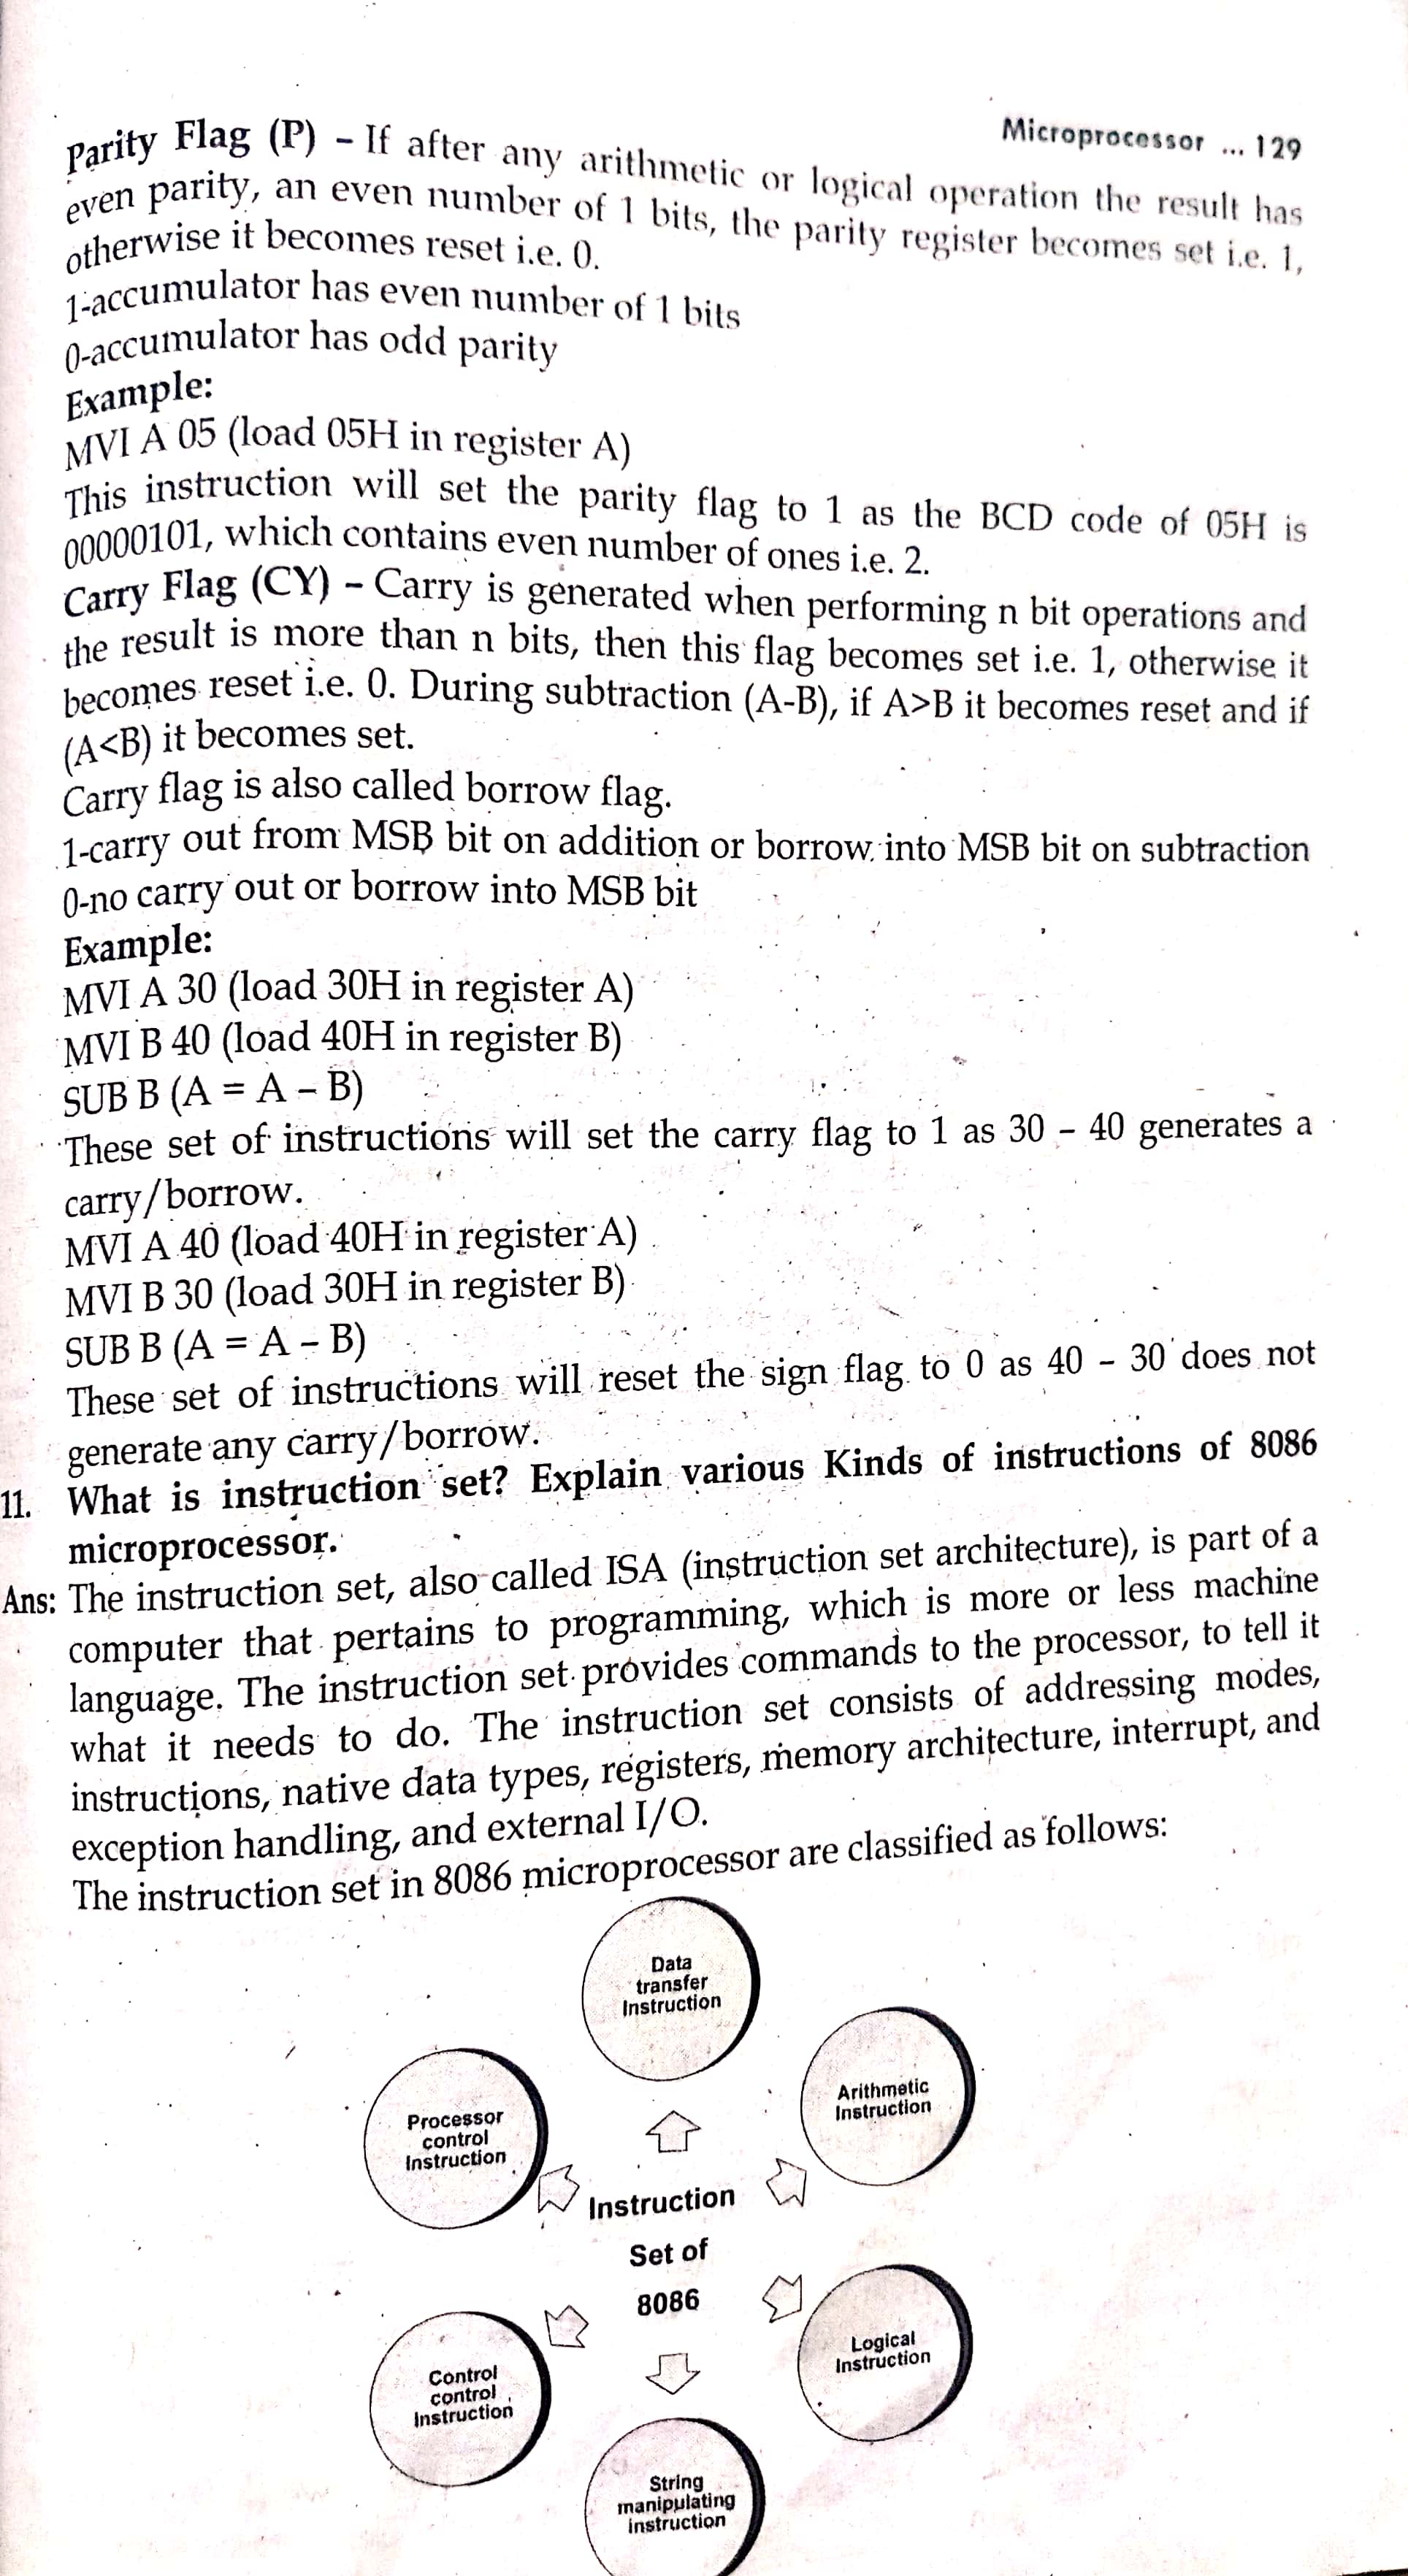 Microprocessor ... 129
Parity Flag (P) – If after any arithmetic or logical operation the result has
even parity, an even number of 1 bits, the parity register becomes set i.e. 1,
otherwise it becomes reset i.e. 0.
1-accumulator has even number of 1 bits
0-accumulator has odd parity
Example:
MVI A 05 (load 05H in register A)
This instruction will set the parity flag to 1 as the BCD code of 05H is
00000101, which contains even number of ones i.e. 2.
Carry Flag (CY) – Carry is generated when performing n bit operations and
the result is more than n bits, then this flag becomes set i.e. 1, otherwise it
becomes reset i.e. 0. During subtraction (A-B), if A>B it becomes reset and if
(A<B) it becomes set.
Carry flag is also called borrow flag.
1-carry out from MSB bit on addition or borrow into MSB bit on subtraction
0-no carry out or borrow into MSB bit
Example:
MVI A 30 (load 30H in register A)
MVI B 40 (load 40H in register B)
SUB B (A = A – B)
These set of instructions will set the carry flag to 1 as 30 – 40 generates a
carry/borrow.
MVI A 40 (load 40H in register A)
MVI B 30 (load 30H in register B)
SUB B (A = A – B)
These set of instructions will reset the sign flag to 0 as 40 – 30 does not
generate any carry/borrow.
11. What is instruction set? Explain various Kinds of instructions of 8086
microprocessor.
Ans: The instruction set, also called ISA (instruction set architecture), is part of a
computer that pertains to programming, which is more or less machine
language. The instruction set provides commands to the processor, to tell it
what it needs to do. The instruction set consists of addressing modes,
instructions, native data types, registers, memory architecture, interrupt, and
exception handling, and external I/O.
The instruction set in 8086 microprocessor are classified as follows:
Data
transfer
Instruction
Arithmetic
Instruction
Processor
control
Instruction
Instruction
Set of
8086
Logical
Instruction
Control
control
Instruction
String
manipulating
instruction